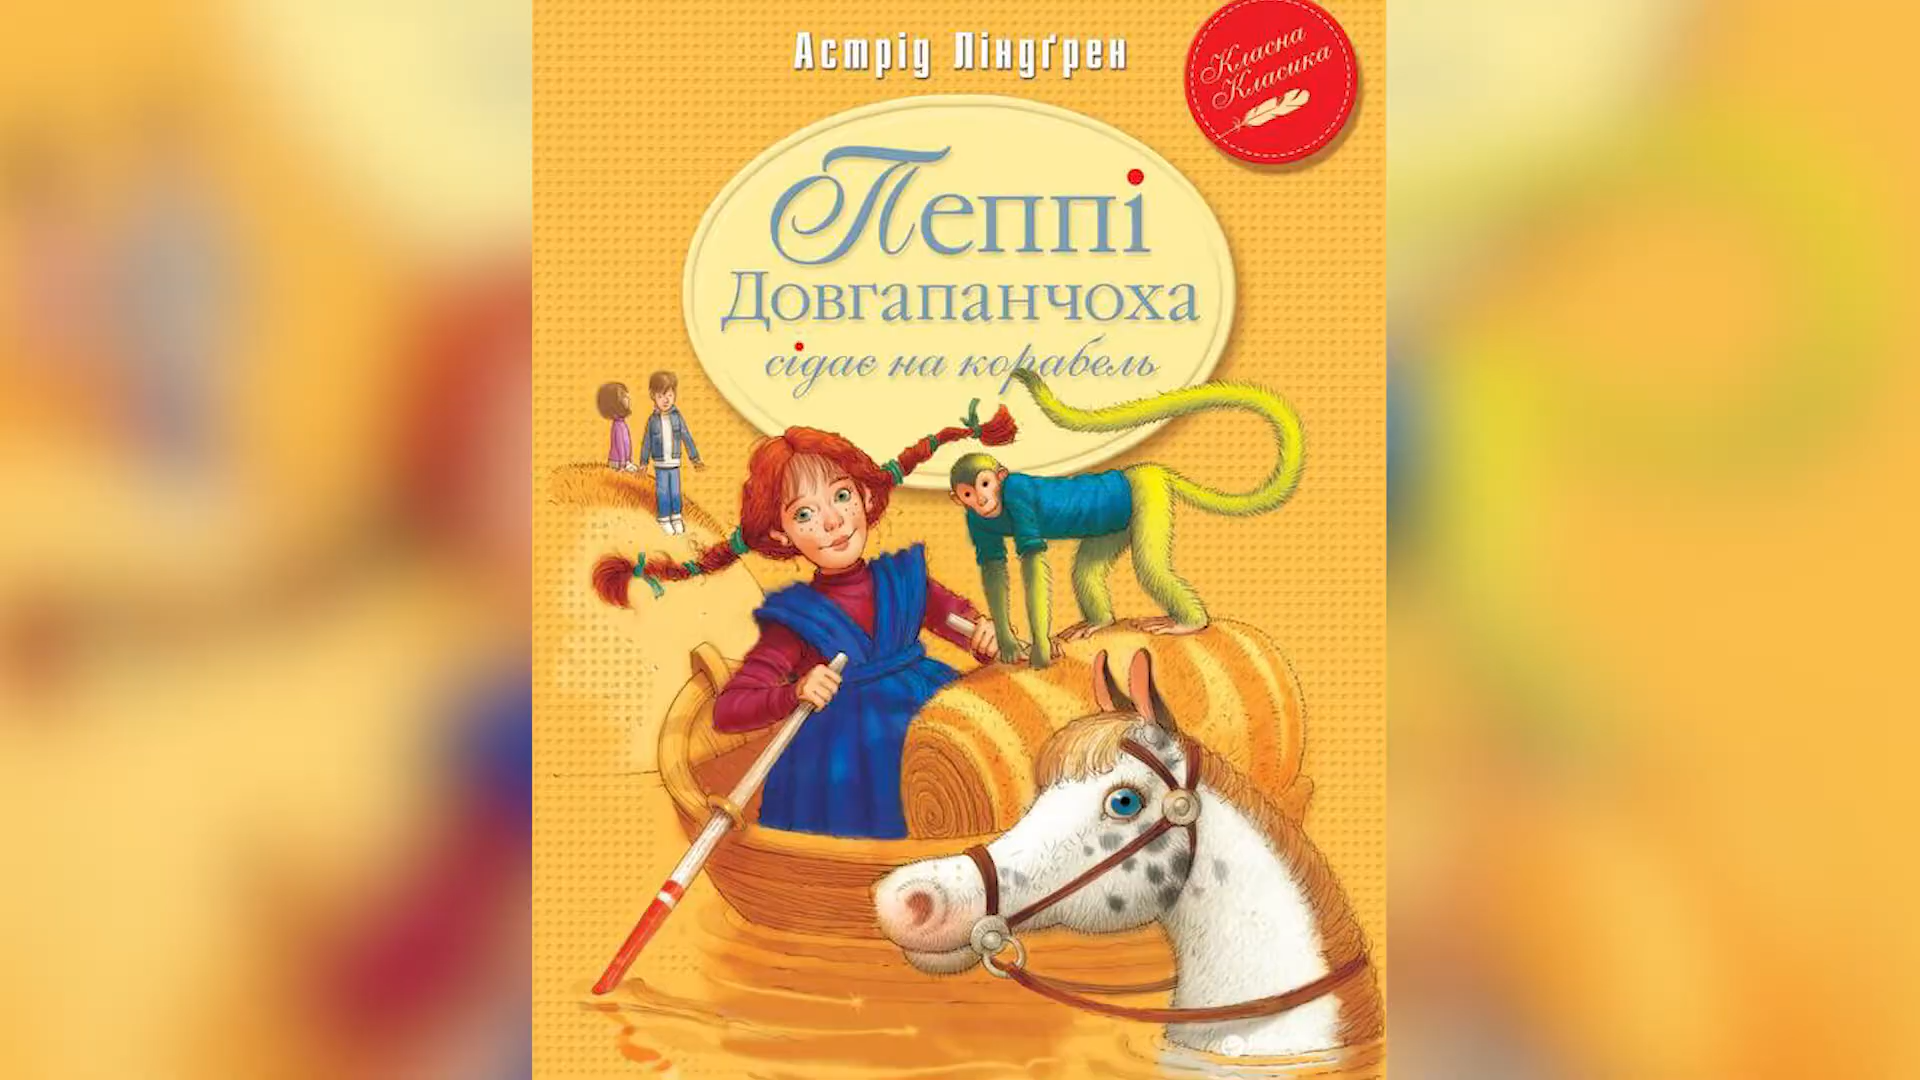 Астрід Ліндґрен
Класна
Класика
Пеппі
Довгапанчоха
сідає на корабель